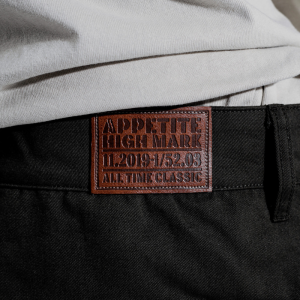 APPETITE
HIGH MARK
11.2019-1/52.03
ALL TIME CLASSIC